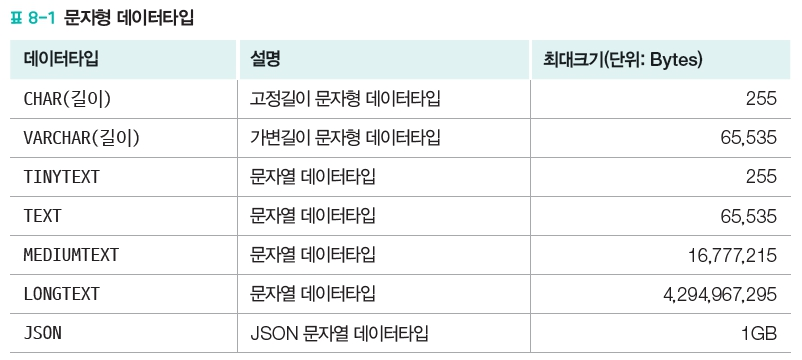 표 8-1 문자형 데이터타입
데이터타입 설명 최대크기(단위: Bytes)
CHAR(길이) 고정길이 문자형 데이터타입 255
VARCHAR(길이) 가변길이 문자형 데이터타입 65,535
TINYTEXT 문자열 데이터타입 255
TEXT 문자열 데이터타입 65,535
MEDIUMTEXT 문자열 데이터타입 16,777,215
LONGTEXT 문자열 데이터타입 4,294,967,295
JSON JSON 문자열 데이터타입 1GB